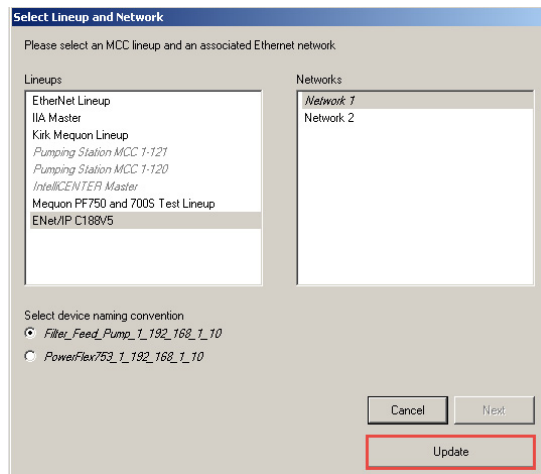 Select Lineup and Network
Please select an MCC lineup and an associated Ethernet network
Lineups
EtherNet Lineup
IIA Master
Kirk Mequon Lineup
Pumping Station MCC 1-121
Pumping Station MCC 1-120
IntelliCENTER Master
Mequon PF750 and 700S Test Lineup
ENet/IP C188V5
Networks
Network 1
Network 2
Select device naming convention
Filter_Feed_Pump_1_192_168_1_10
PowerFlex753_1_192_168_1_10
Cancel
Next
Update